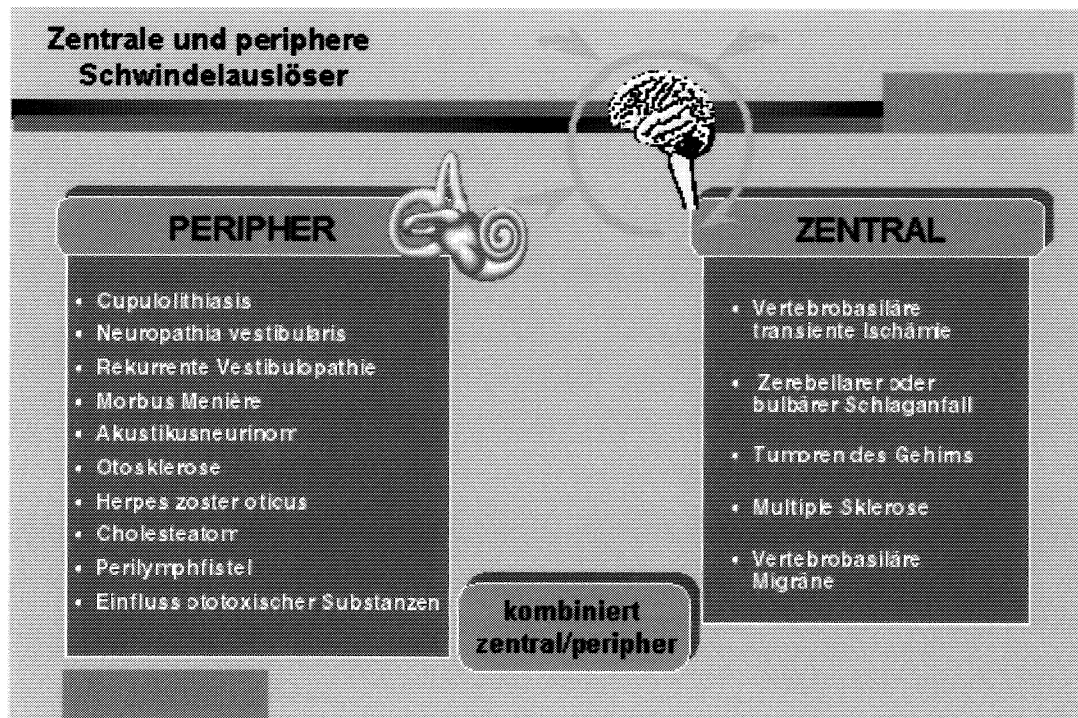 Zentrale und periphere
Schwindelauslöser
PERIPHER
• Cupulolithiasis
• Neuropathia vestibularis
• Rekurrente Vestibulopathie
• Morbus Menière
• Akustikusneurinom
• Otosklerose
• Herpes zoster oticus
• Cholesteatom
• Perilymphfistel
• Einfluss ototoxischer Substanzen
kombiniert
zentral/peripher
ZENTRAL
• Vertebrobasiläre
transiente Ischämie
• Zerebellarer oder
bulbärer Schlaganfall
• Tumoren des Gehirns
• Multiple Sklerose
• Vertebrobasiläre
Migräne